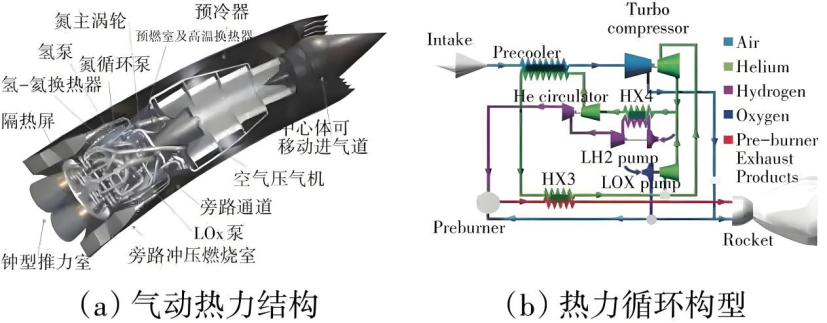 氦主涡轮
预冷器
预燃室及高温换热器
氢泵
氦循环泵
氢-氦换热器
隔热屏
中心体可
移动进气道
空气压气机
旁路通道
LOx泵
旁路冲压燃烧室
钟型推力室
(a) 气动热力结构
Turbo
compressor
Intake
Precooler
Air
Helium
He circulator
HX4
Hydrogen
Oxygen
LH2 pump
Pre-burner
Exhaust
Products
HX3
LOX pump
Preburner
Rocket
(b) 热力循环构型